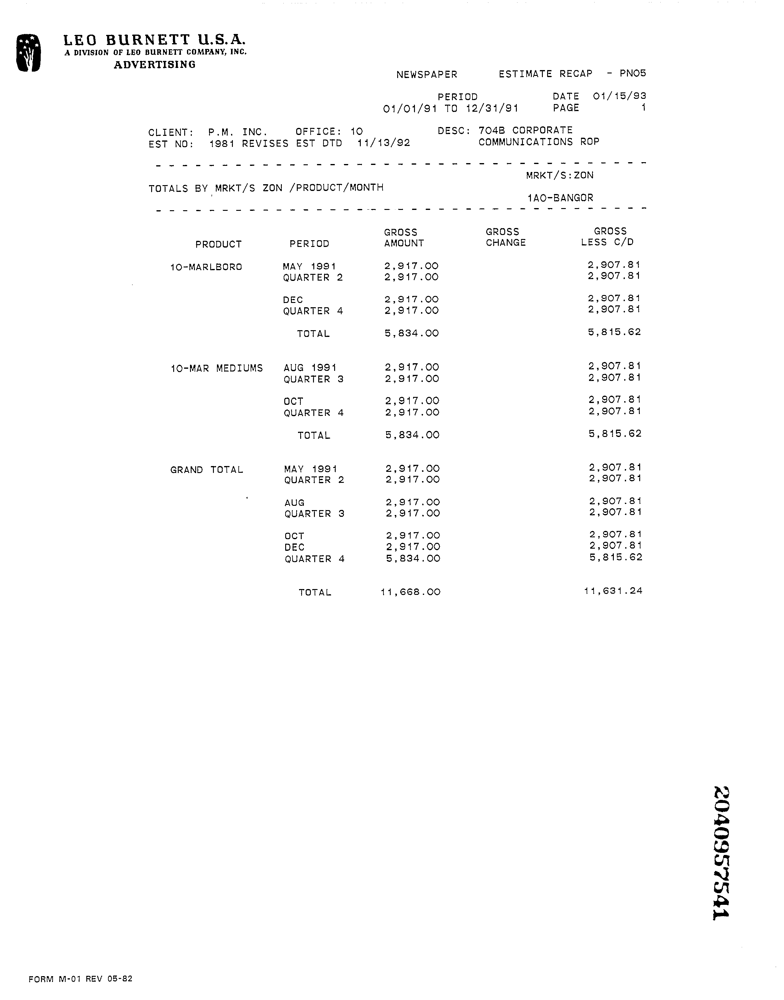 LEO BURNETT U.S.A.
A DIVISION OF LEO BURNETT COMPANY, INC.
ADVERTISING
NEWSPAPER ESTIMATE RECAP - PNO5
PERIOD DATE 01/15/93
01/01/91 TO 12/31/91 PAGE 1
CLIENT: P.M. INC. OFFICE: 10 DESC: 704B CORPORATE
EST NO: 1981 REVISES EST DTD 11/13/92 COMMUNICATIONS ROP
MRKT/S:ZON
TOTALS BY MRKT/S ZON /PRODUCT/MONTH
1AO-BANGOR
GROSS GROSS GROSS
PRODUCT PERIOD AMOUNT CHANGE LESS C/D
10-MARLBORO MAY 1991 2,917.00 2,907.81
QUARTER 2 2,917.00 2,907.81
DEC 2,917.00 2,907.81
QUARTER 4 2,917.00 2,907.81
TOTAL 5,834.00 5,815.62
10-MAR MEDIUMS AUG 1991 2,917.00 2,907.81
QUARTER 3 2,917.00 2,907.81
OCT 2,917.00 2,907.81
QUARTER 4 2,917.00 2,907.81
TOTAL 5,834.00 5,815.62
GRAND TOTAL MAY 1991 2,917.00 2,907.81
QUARTER 2 2,917.00 2,907.81
AUG 2,917.00 2,907.81
QUARTER 3 2,917.00 2,907.81
OCT 2,917.00 2,907.81
DEC 2,917.00 2,907.81
QUARTER 4 5,834.00 5,815.62
TOTAL 11,668.00 11,631.24
2040957541
FORM M-01 REV 05-82